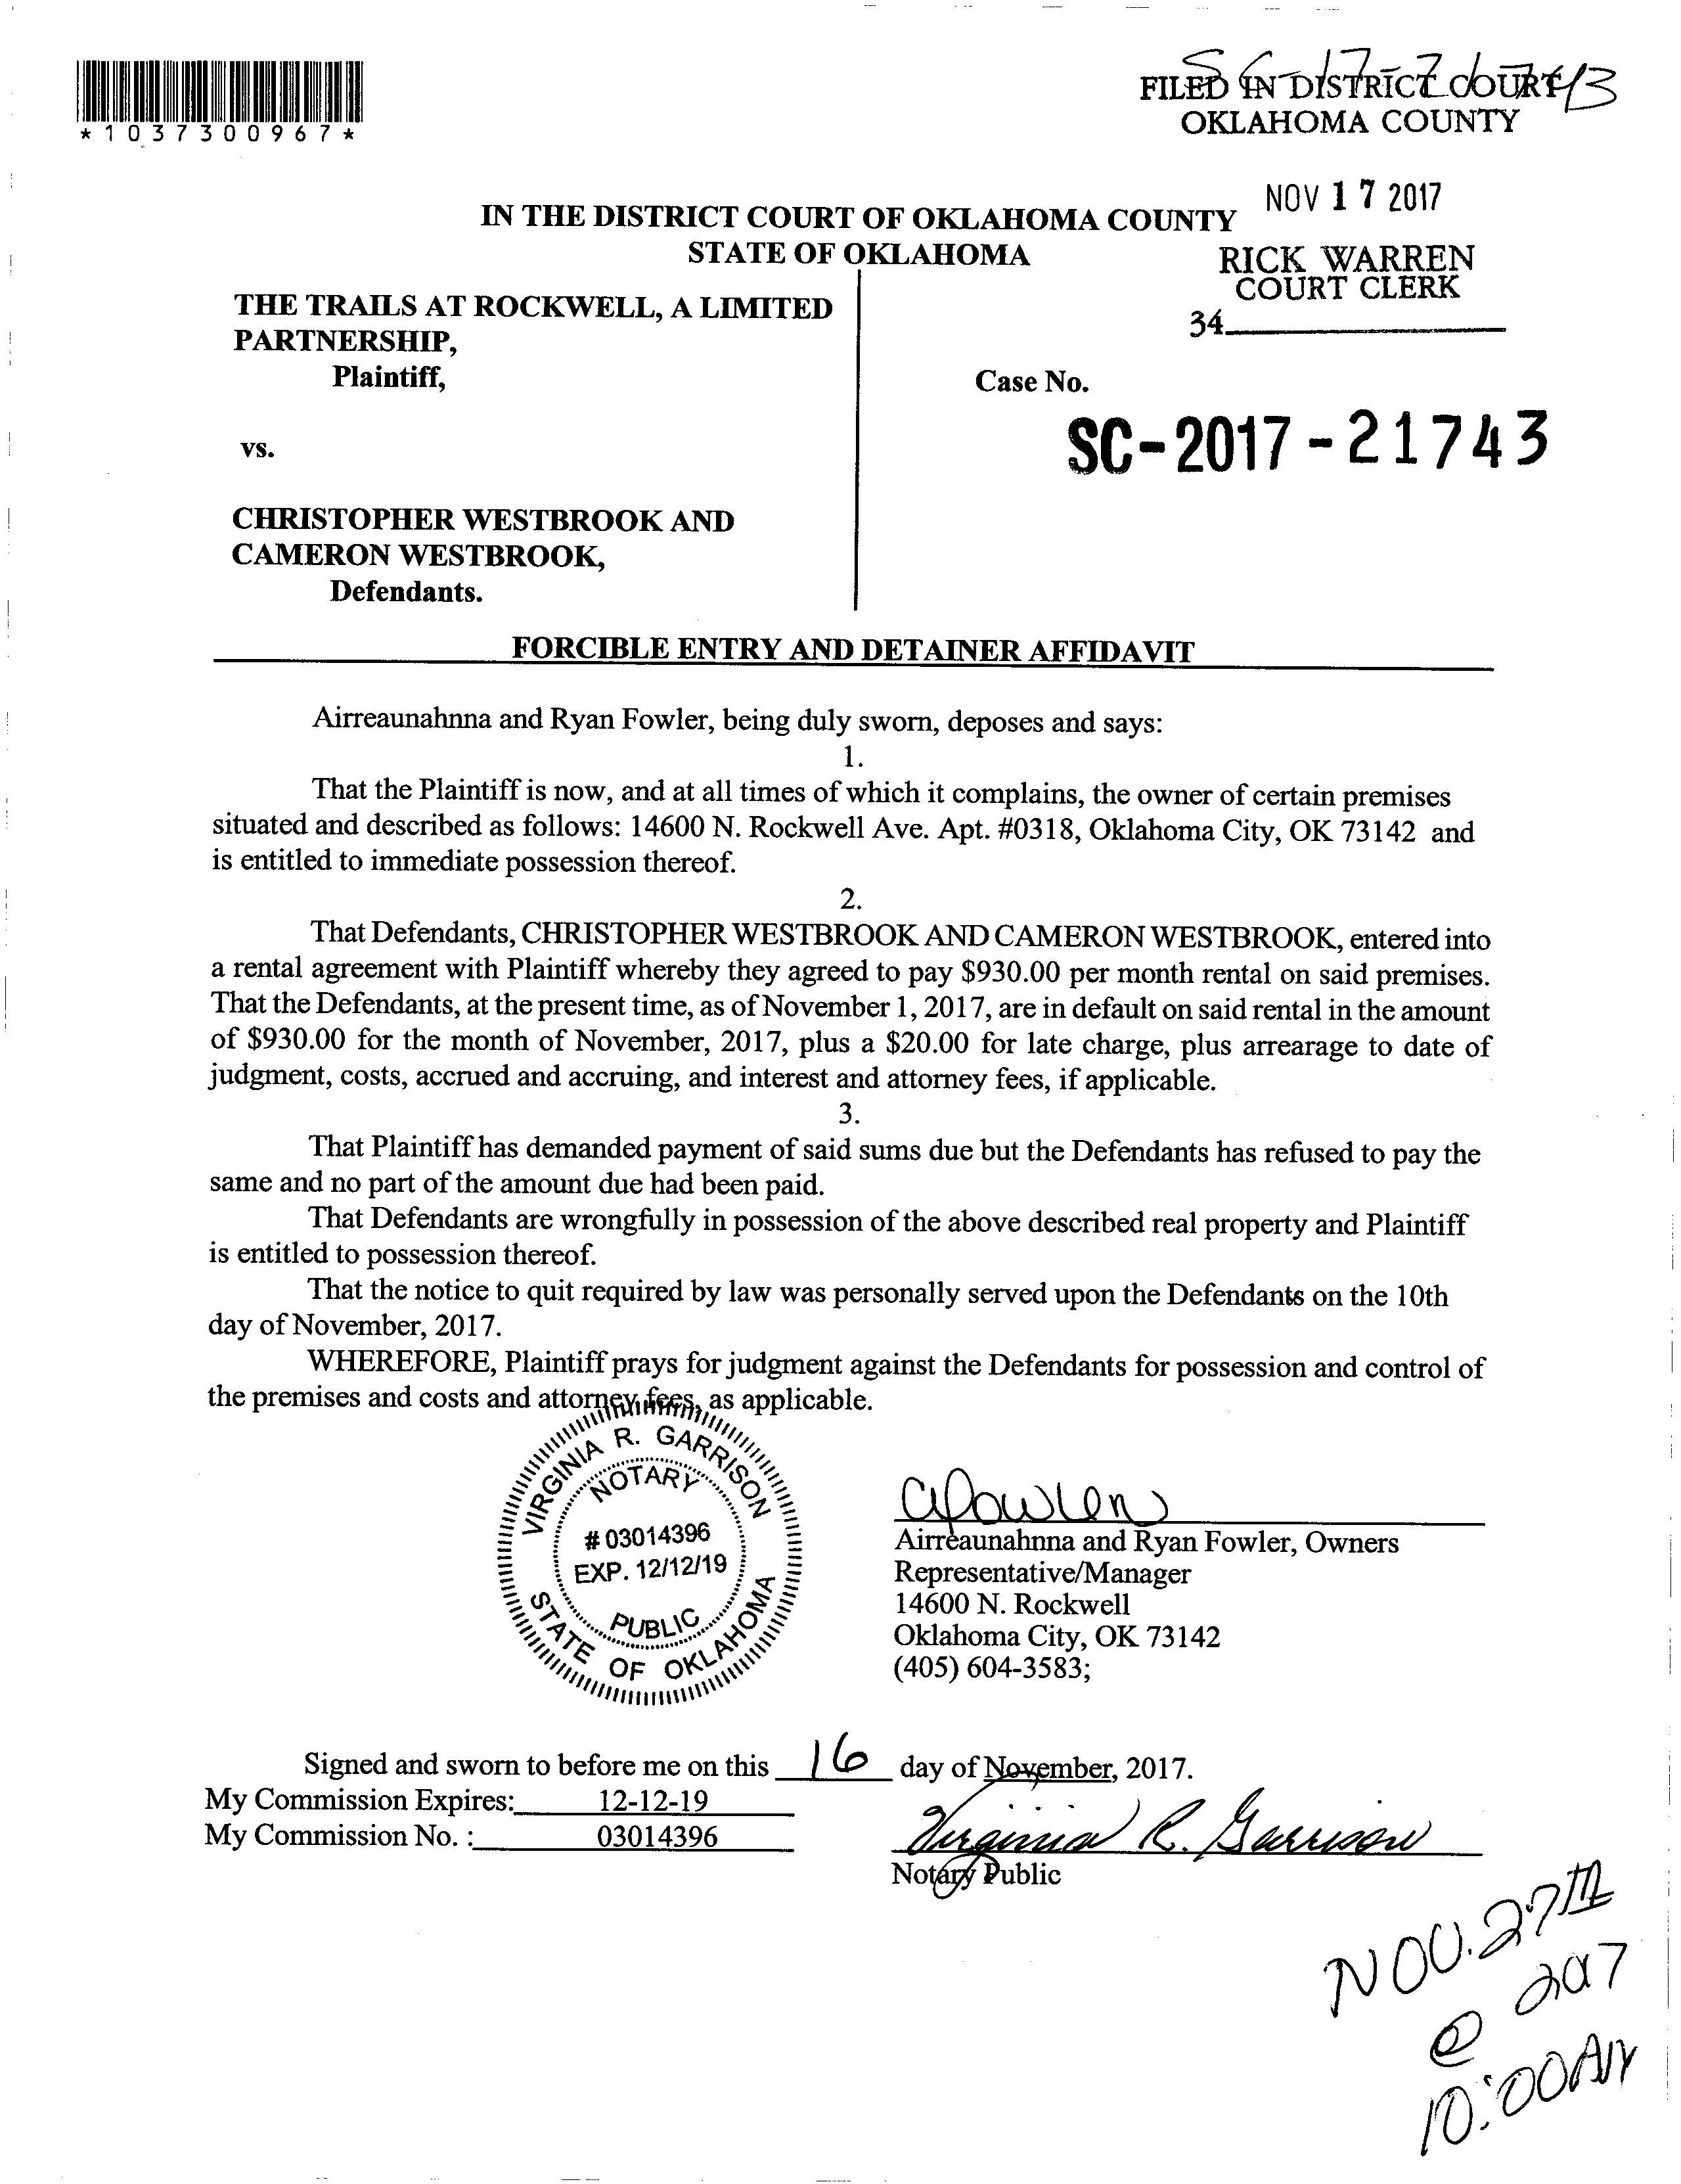 *1037300967*
FILED IN DISTRICT COURT
OKLAHOMA COUNTY
NOV 17 2017
RICK WARREN
COURT CLERK
34
IN THE DISTRICT COURT OF OKLAHOMA COUNTY
STATE OF OKLAHOMA
THE TRAILS AT ROCKWELL, A LIMITED
PARTNERSHIP,
Plaintiff,
vs.
CHRISTOPHER WESTBROOK AND
CAMERON WESTBROOK,
Defendants.
Case No.
SC-2017-21743
FORCIBLE ENTRY AND DETAINER AFFIDAVIT
Airreaunahnna and Ryan Fowler, being duly sworn, deposes and says:
1.
That the Plaintiff is now, and at all times of which it complains, the owner of certain premises
situated and described as follows: 14600 N. Rockwell Ave. Apt. #0318, Oklahoma City, OK 73142 and
is entitled to immediate possession thereof.
2.
That Defendants, CHRISTOPHER WESTBROOK AND CAMERON WESTBROOK, entered into
a rental agreement with Plaintiff whereby they agreed to pay $930.00 per month rental on said premises.
That the Defendants, at the present time, as of November 1, 2017, are in default on said rental in the amount
of $930.00 for the month of November, 2017, plus a $20.00 for late charge, plus arrearage to date of
judgment, costs, accrued and accruing, and interest and attorney fees, if applicable.
3.
That Plaintiff has demanded payment of said sums due but the Defendants has refused to pay the
same and no part of the amount due had been paid.
That Defendants are wrongfully in possession of the above described real property and Plaintiff
is entitled to possession thereof.
That the notice to quit required by law was personally served upon the Defendants on the 10th
day of November, 2017.
WHEREFORE, Plaintiff prays for judgment against the Defendants for possession and control of
the premises and costs and attorney fees, as applicable.
VIRGINIA R. GARRISON
NOTARY
# 03014396
EXP. 12/12/19
PUBLIC
STATE OF OKLAHOMA
Airreaunahnna and Ryan Fowler, Owners
Representative/Manager
14600 N. Rockwell
Oklahoma City, OK 73142
(405) 604-3583;
Signed and sworn to before me on this 16 day of November, 2017.
My Commission Expires: 12-12-19
My Commission No. : 03014396
Virginia R. Garrison
Notary Public
NOV. 27TH
2017
@
10:00AM